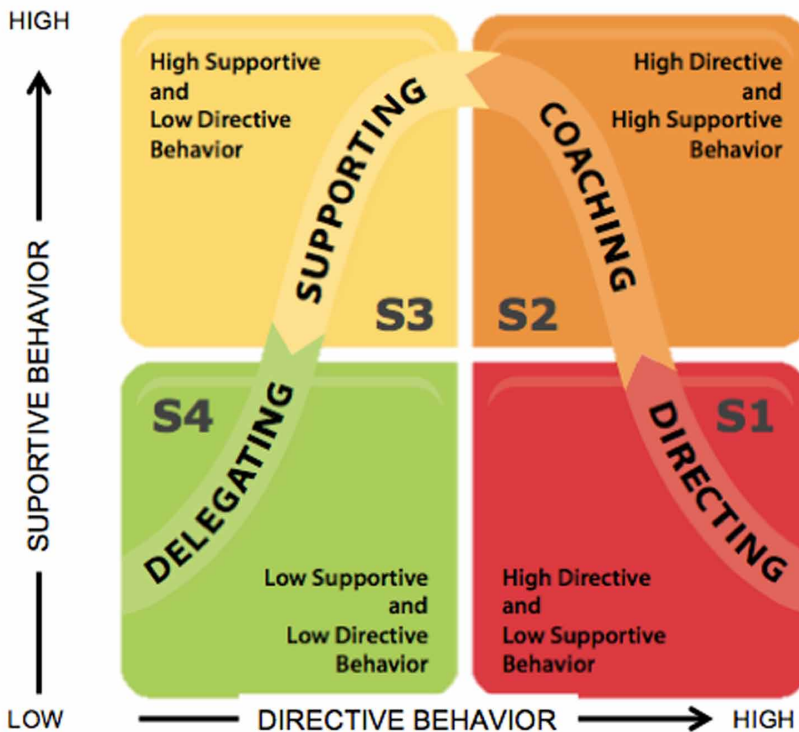 HIGH
High Supportive
and
Low Directive
Behavior
High Directive
and
High Supportive
Behavior
SUPPORTING
COACHING
S3
S2
SUPORTIVE BEHAVIOR
S4
S1
DELEGATING
DIRECTING
Low Supportive
and
Low Directive
Behavior
High Directive
and
Low Supportive
Behavior
LOW
DIRECTIVE BEHAVIOR
HIGH